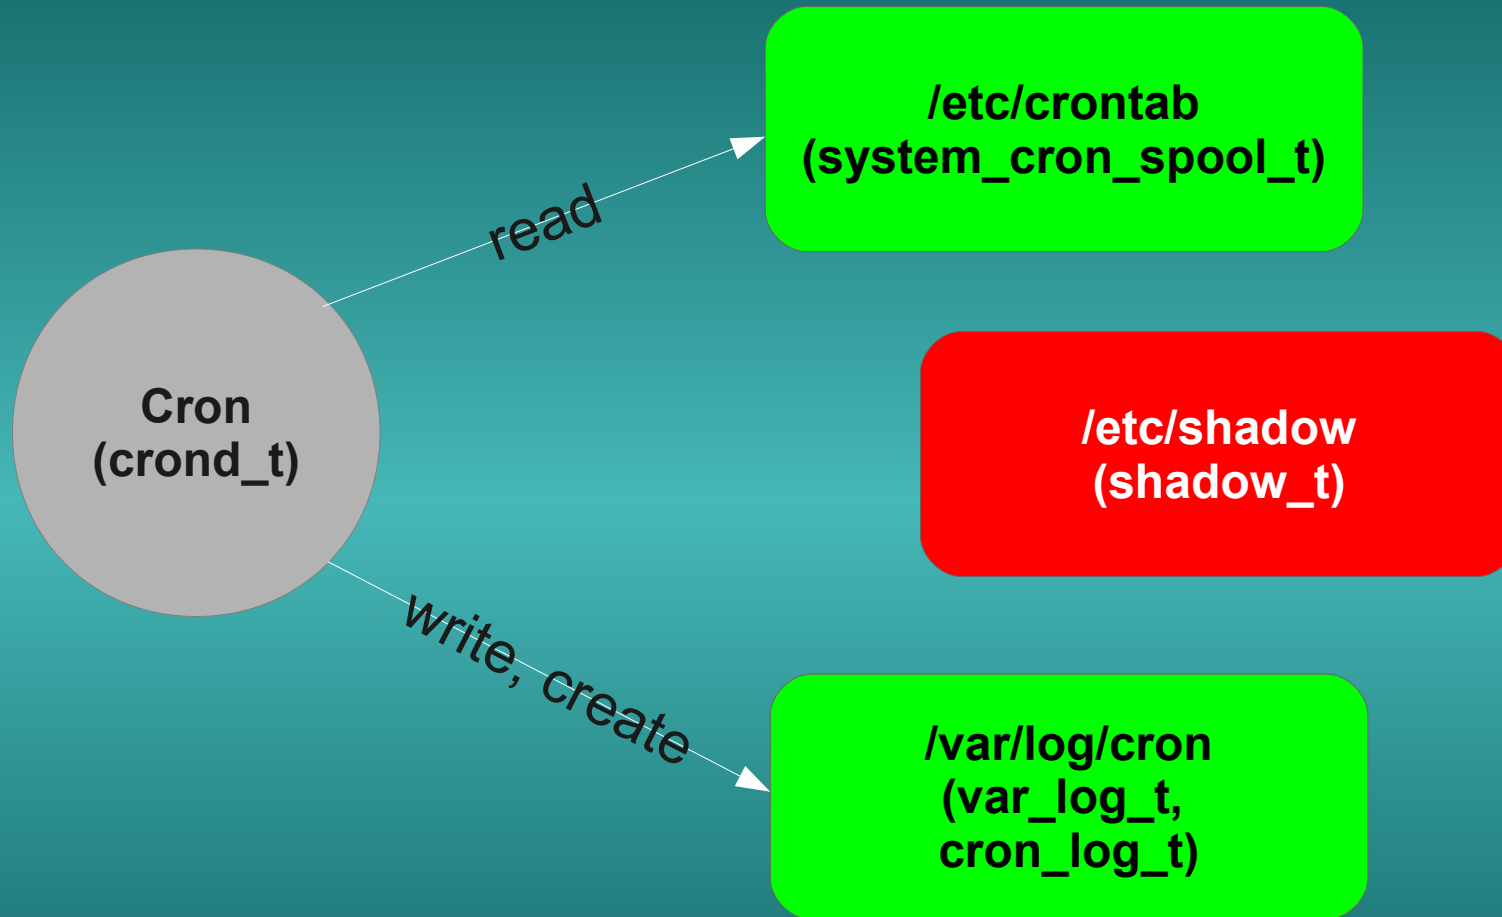 /etc/crontab
(system_cron_spool_t)
read
Cron
(crond_t)
/etc/shadow
(shadow_t)
write, create
/var/log/cron
(var_log_t,
cron_log_t)